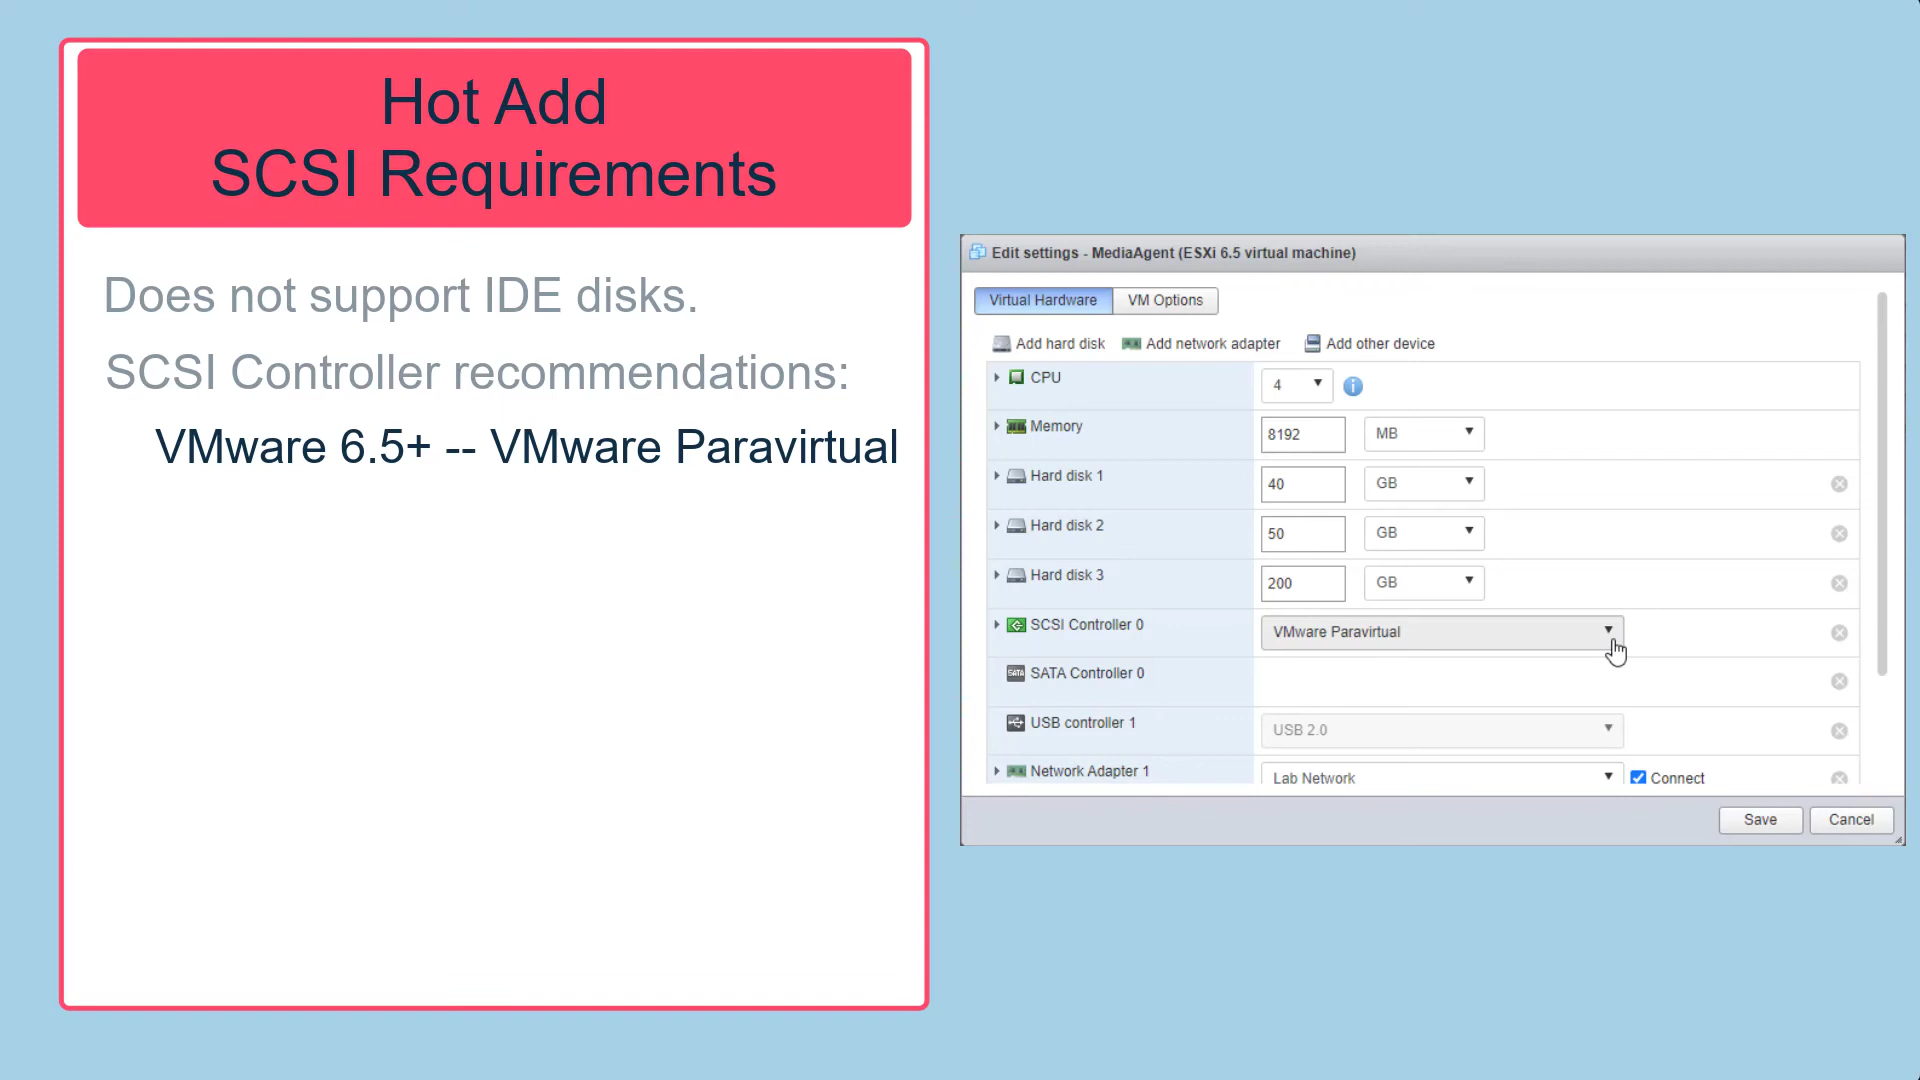 Hot Add
SCSI Requirements
Does not support IDE disks.
SCSI Controller recommendations:
VMware 6.5+ -- VMware Paravirtual
Edit settings - MediaAgent (ESXi 6.5 virtual machine)
Virtual Hardware VM Options
Add hard disk Add network adapter Add other device
CPU 4
Memory 8192 MB
Hard disk 1 40 GB
Hard disk 2 50 GB
Hard disk 3 200 GB
SCSI Controller 0 VMware Paravirtual
SATA SATA Controller 0
USB controller 1 USB 2.0
Network Adapter 1 Lab Network Connect
Save Cancel